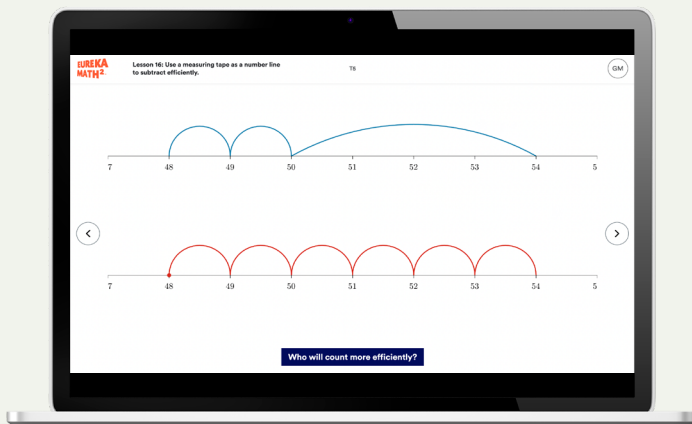 EUREKA
MATH²
Lesson 16: Use a measuring tape as a number line
to subtract efficiently.
T8
GM
7 48 49 50 51 52 53 54 5
7 48 49 50 51 52 53 54 5
Who will count more efficiently?